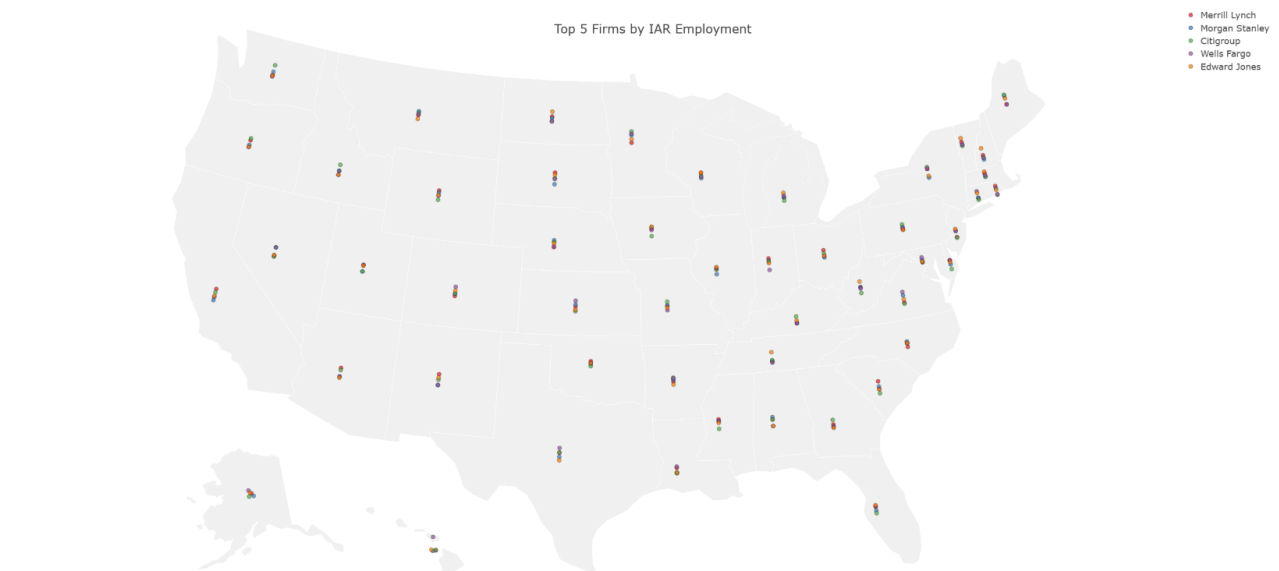 Top 5 Firms by IAR Employment
Merrill Lynch
Morgan Stanley
Citigroup
Wells Fargo
Edward Jones